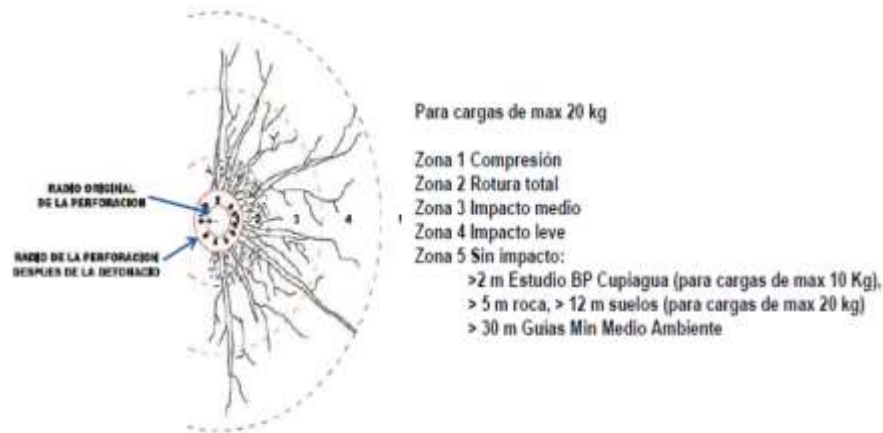 Para cargas de max 20 kg
RADIO ORIGINAL
DE LA PERFORACION
RADIO DE LA PERFORACION
DESPUES DE LA DETONACIO
1
2
3
4
Zona 1 Compresión
Zona 2 Rotura total
Zona 3 Impacto medio
Zona 4 Impacto leve
Zona 5 Sin impacto:
>2 m Estudio BP Cupiagua (para cargas de max 10 Kg),
> 5 m roca, > 12 m suelos (para cargas de max 20 kg)
> 30 m Guias Min Medio Ambiente